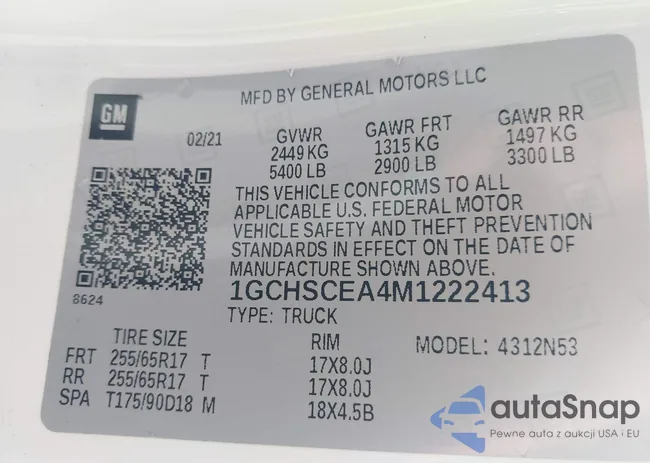 MFD BY GENERAL MOTORS LLC
GM
02/21
GVWR GAWR FRT GAWR RR
2449 KG 1315 KG 1497 KG
5400 LB 2900 LB 3300 LB
THIS VEHICLE CONFORMS TO ALL
APPLICABLE U.S. FEDERAL MOTOR
VEHICLE SAFETY AND THEFT PREVENTION
STANDARDS IN EFFECT ON THE DATE OF
MANUFACTURE SHOWN ABOVE.
8624
1GCHSCEA4M1222413
TYPE: TRUCK
TIRE SIZE RIM MODEL: 4312N53
FRT 255/65R17 T 17X8.0J
RR 255/65R17 T 17X8.0J
SPA T175/90D18 M 18X4.5B
autaSnap
Pewne auta z aukcji USA i EU